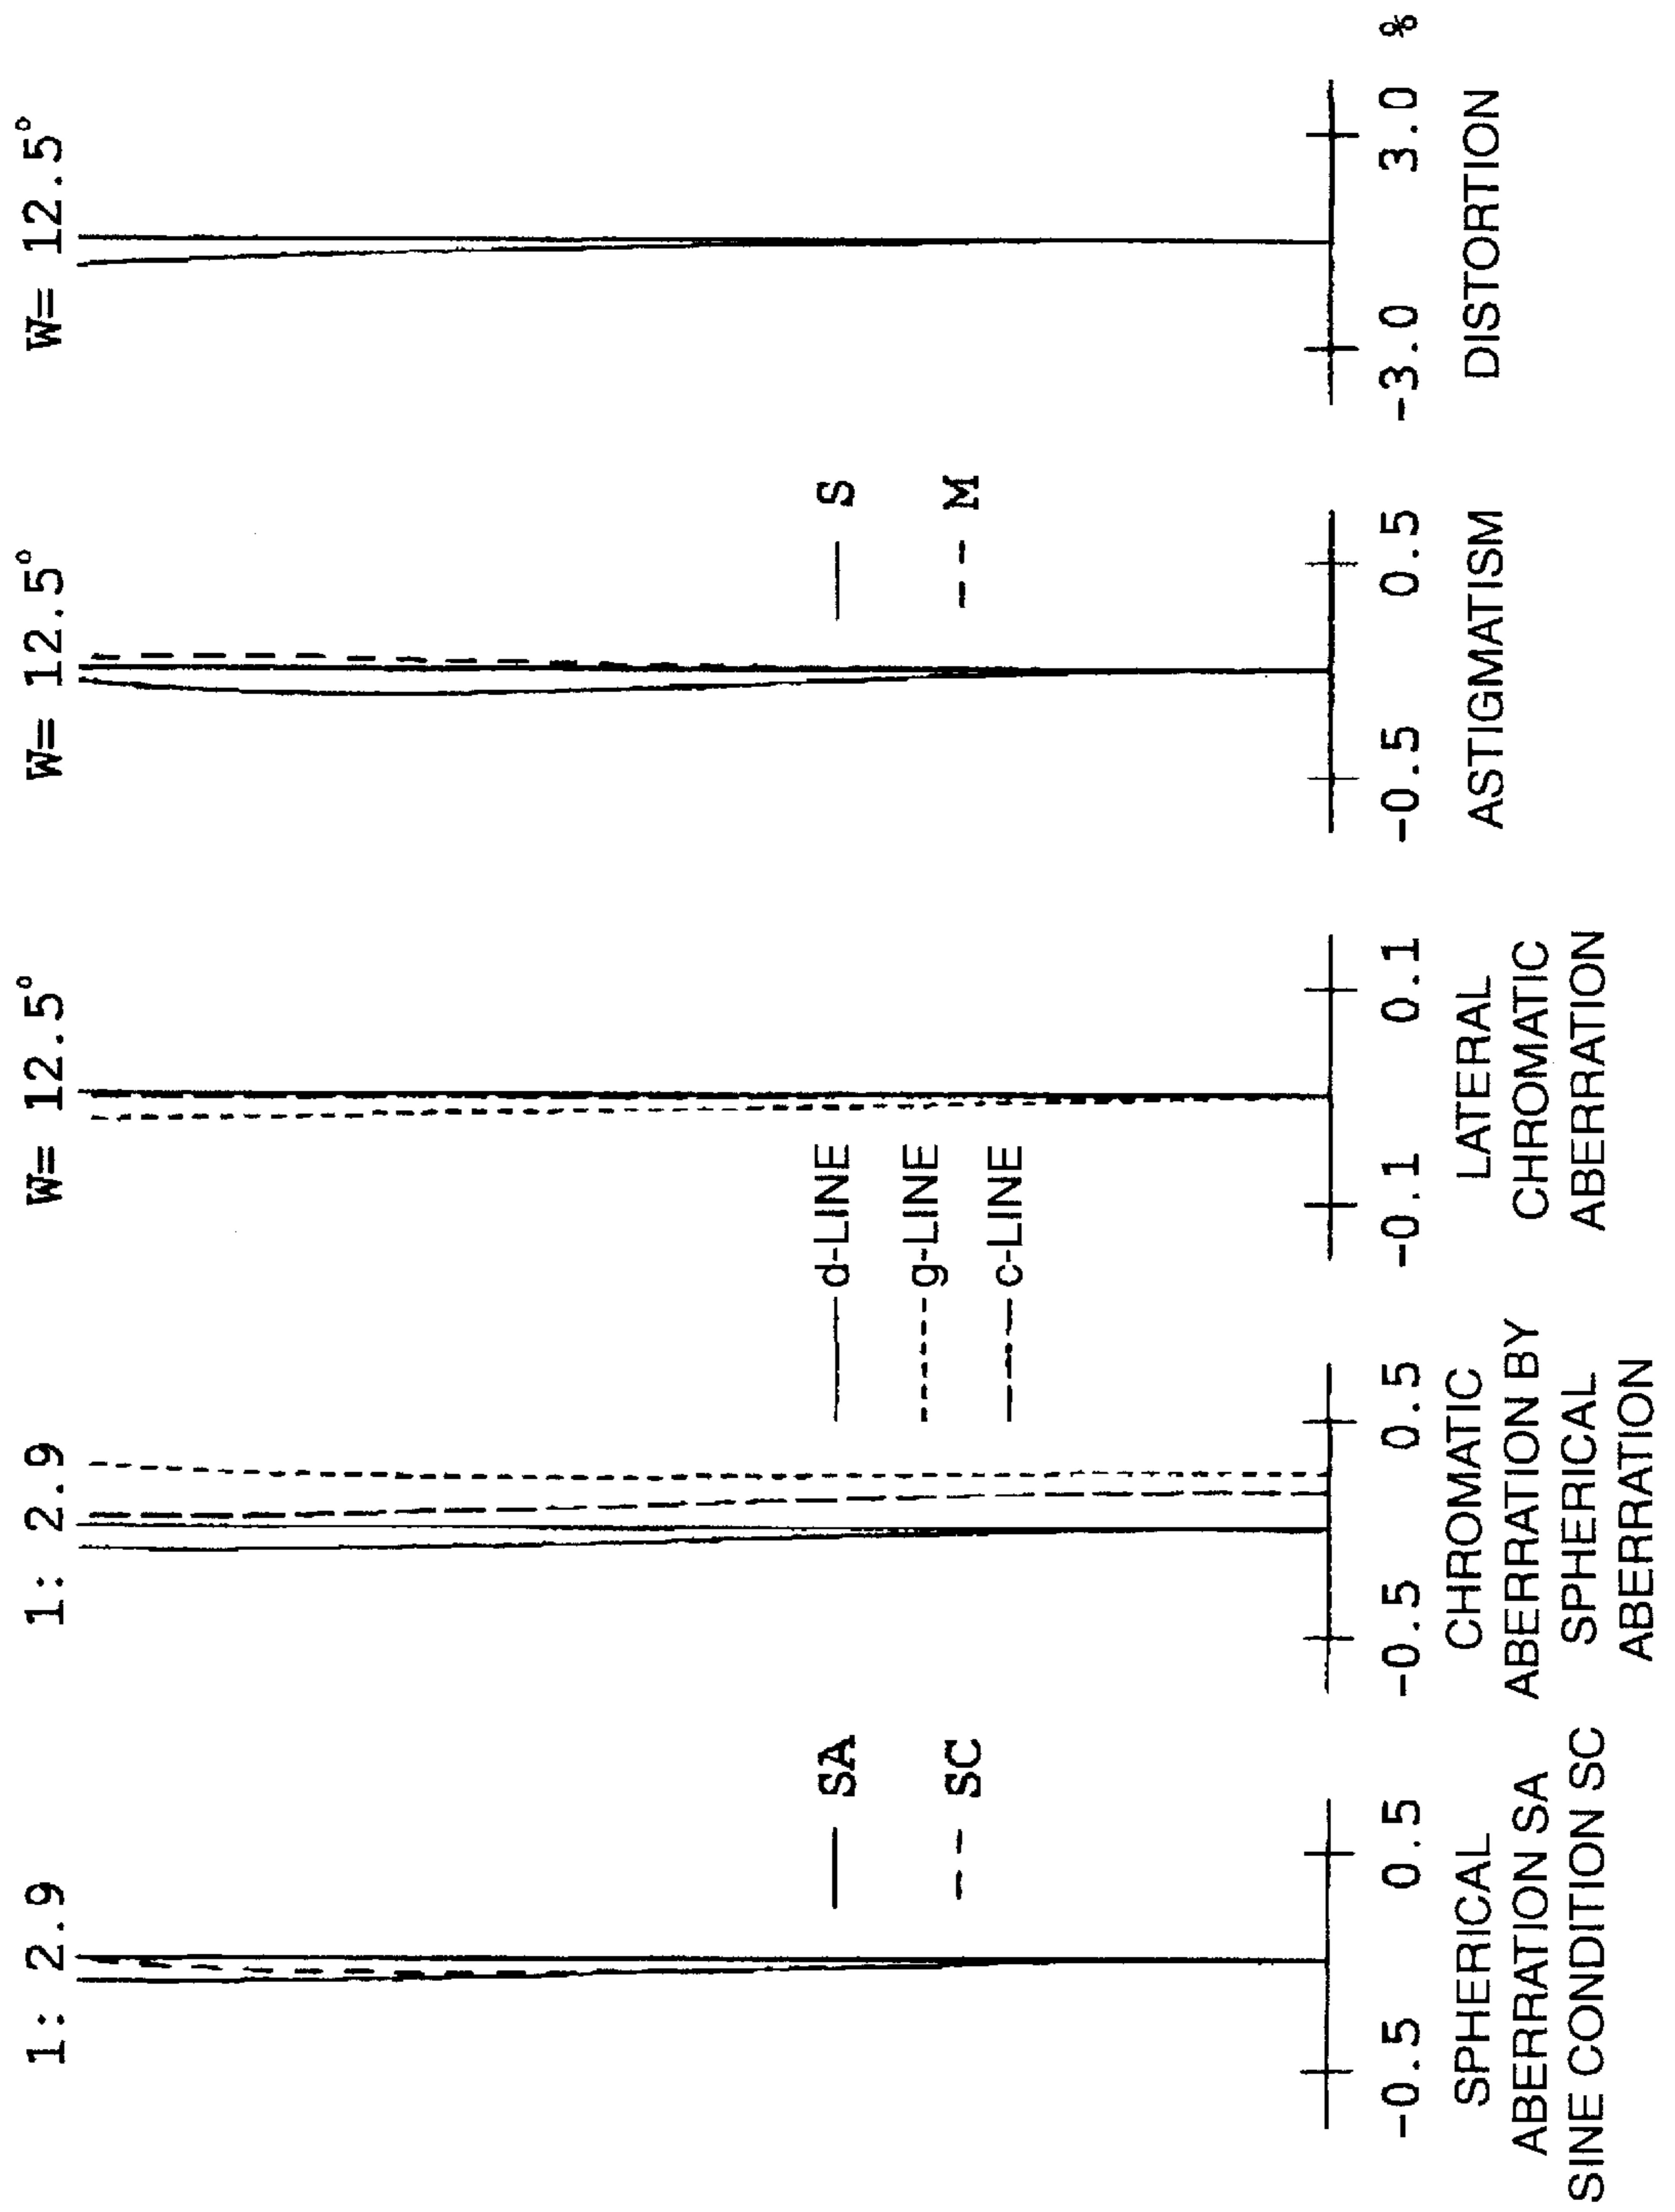 1: 2.9
SA
SC
-0.5
0.5
SPHERICAL
ABERRATION SA
SINE CONDITION SC
1: 2.9
d-LINE
g-LINE
c-LINE
-0.5
0.5
CHROMATIC
ABERRATION BY
SPHERICAL
ABERRATION
W= 12.5°
-0.1
0.1
LATERAL
CHROMATIC
ABERRATION
W= 12.5°
S
M
-0.5
0.5
ASTIGMATISM
W= 12.5°
-3.0
3.0 %
DISTORTION